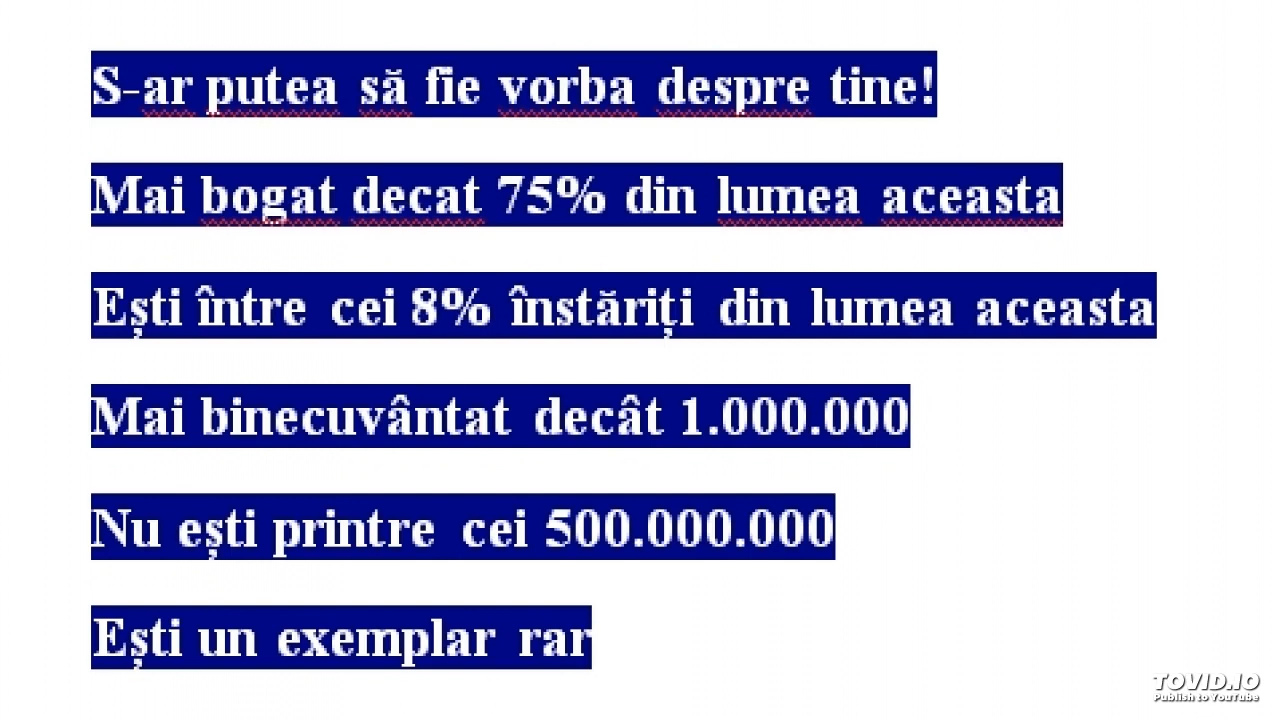 S-ar putea să fie vorba despre tine!
Mai bogat decat 75% din lumea aceasta
Ești între cei 8% înstăriți din lumea aceasta
Mai binecuvântat decât 1.000.000
Nu ești printre cei 500.000.000
Ești un exemplar rar
TOVID.IO
Publish to YouTube